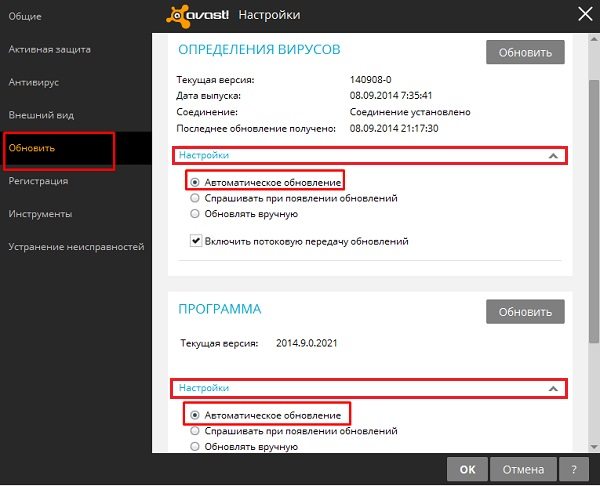 avast! Настройки
Общие
Активная защита
Антивирус
Внешний вид
Обновить
Регистрация
Инструменты
Устранение неисправностей
ОПРЕДЕЛЕНИЯ ВИРУСОВ
Обновить
Текущая версия: 140908-0
Дата выпуска: 08.09.2014 7:35:41
Соединение: Соединение установлено
Последнее обновление получено: 08.09.2014 21:17:30
Настройки
Автоматическое обновление
Спрашивать при появлении обновлений
Обновлять вручную
Включить потоковую передачу обновлений
ПРОГРАММА
Обновить
Текущая версия: 2014.9.0.2021
Настройки
Автоматическое обновление
Спрашивать при появлении обновлений
Обновлять вручную
ОК
Отмена
?